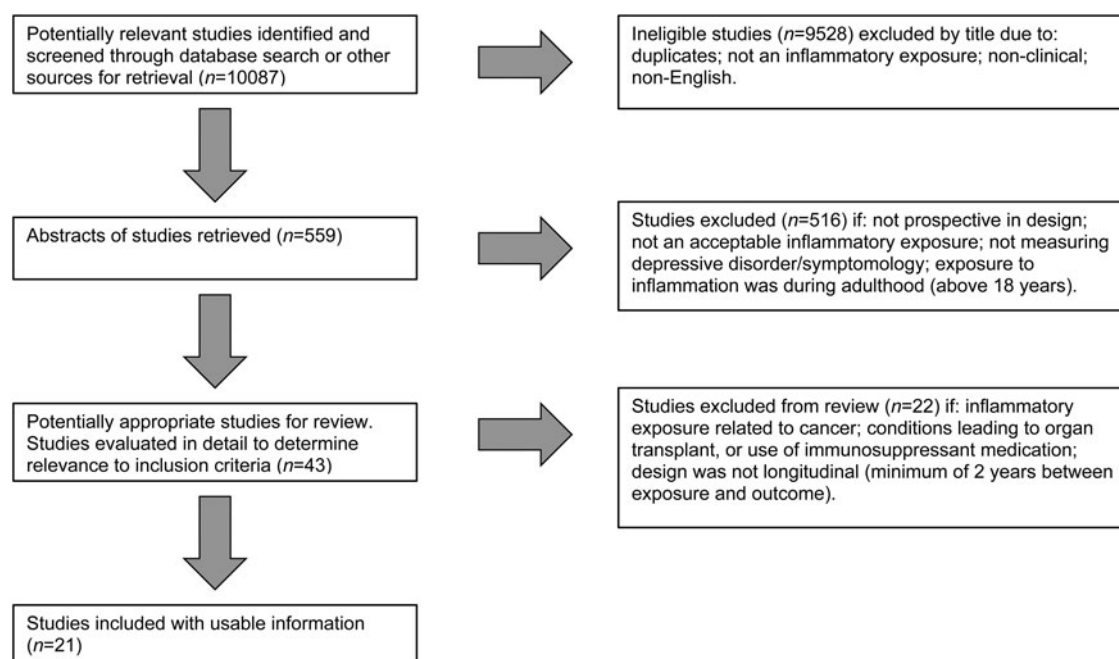 Potentially relevant studies identified and
screened through database search or other
sources for retrieval (n=10087)
Ineligible studies (n=9528) excluded by title due to:
duplicates; not an inflammatory exposure; non-clinical;
non-English.
Abstracts of studies retrieved (n=559)
Studies excluded (n=516) if: not prospective in design;
not an acceptable inflammatory exposure; not measuring
depressive disorder/symptomology; exposure to
inflammation was during adulthood (above 18 years).
Potentially appropriate studies for review.
Studies evaluated in detail to determine
relevance to inclusion criteria (n=43)
Studies excluded from review (n=22) if: inflammatory
exposure related to cancer; conditions leading to organ
transplant, or use of immunosuppressant medication;
design was not longitudinal (minimum of 2 years between
exposure and outcome).
Studies included with usable information
(n=21)